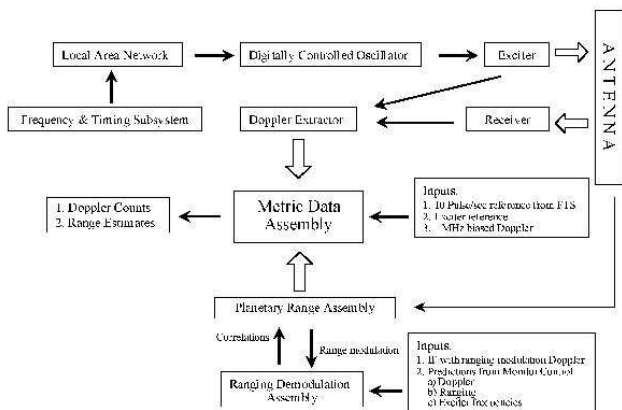 Local Area Network
Digitally Controlled Oscillator
Exciter
ANTENNA
Frequency & Timing Subsystem
Doppler Extractor
Receiver
1. Doppler Counts
2. Range Estimates
Metric Data
Assembly
Inputs.
1. 10 Pulse/sec reference from FTS
2. Exciter reference
3. MHz biased Doppler
Planetary Range Assembly
Correlations
Range modulation
Ranging Demodulation
Assembly
Inputs.
1. IF with ranging modulation Doppler
2. Predictions from Monitor Control
a) Doppler
b) Ranging
c) Exciter frequencies